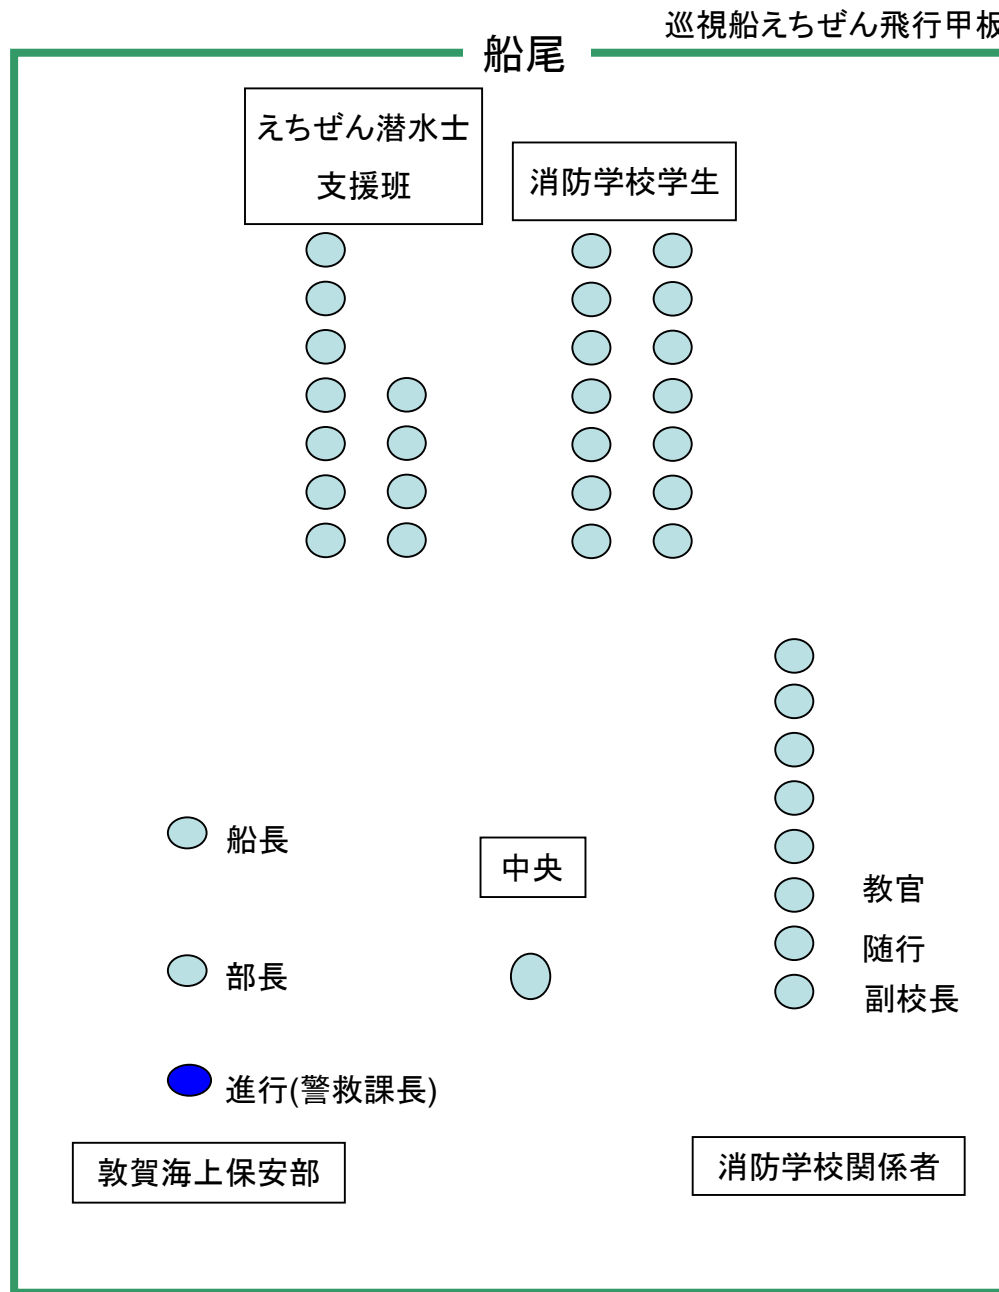 巡視船えちぜん飛行甲板
船尾
えちぜん潜水士
支援班
消防学校学生
船長
中央
教官
随行
部長
副校長
進行(警救課長)
敦賀海上保安部
消防学校関係者